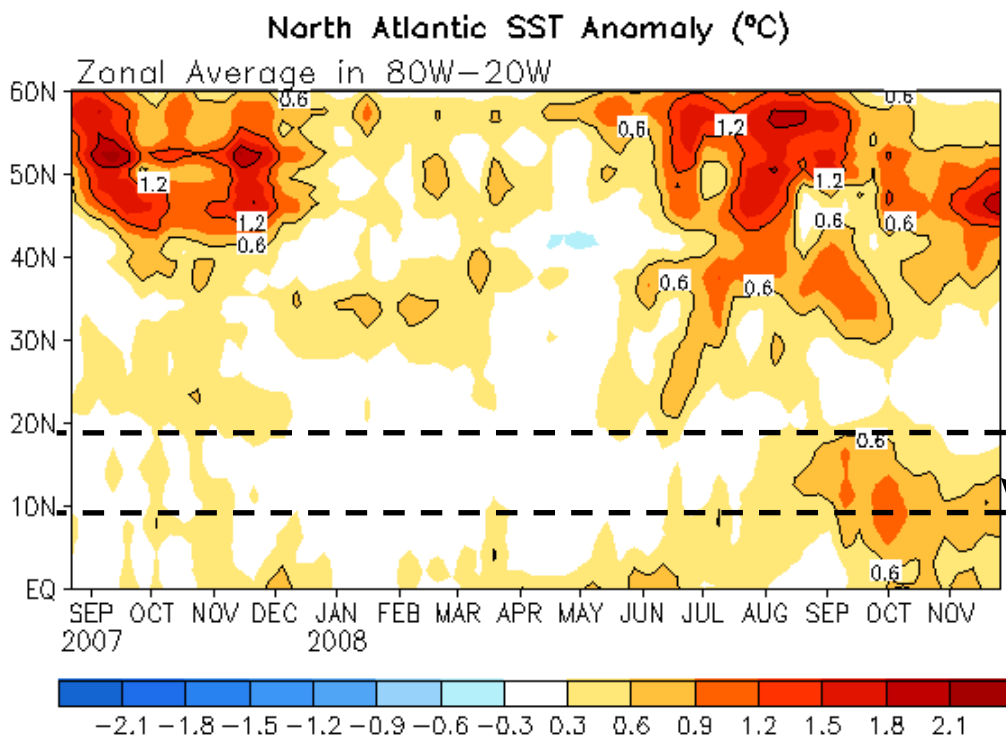 North Atlantic SST Anomaly (ºC)
Zonal Average in 80W–20W
60N
0.6
0.6
0.6
1.2
50N
1.2
1.2
1.2
0.6
0.6
0.6
40N
0.6
0.6
30N
20N
0.6
10N
0.6
EQ
SEP OCT NOV DEC JAN FEB MAR APR MAY JUN JUL AUG SEP OCT NOV
2007 2008
−2.1 −1.8 −1.5 −1.2 −0.9 −0.6 −0.3 0.3 0.6 0.9 1.2 1.5 1.8 2.1